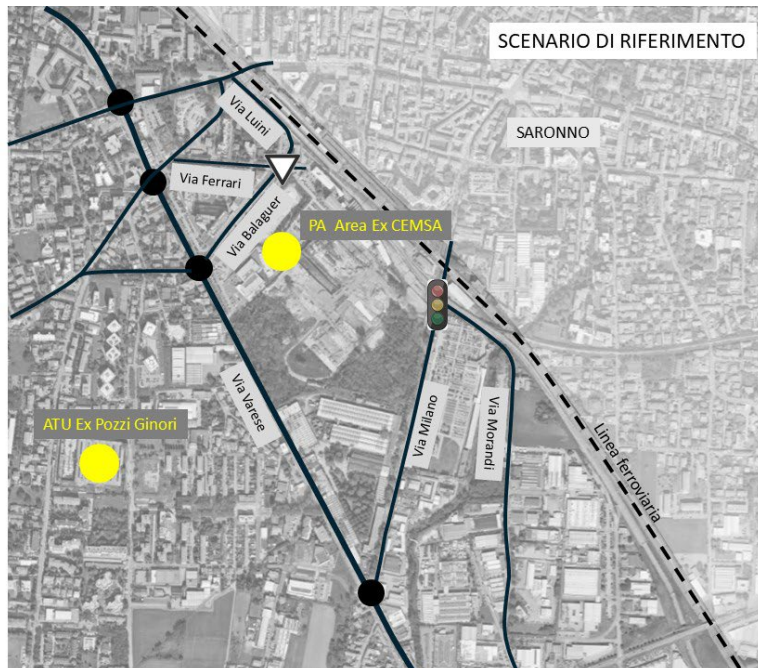 SCENARIO DI RIFERIMENTO
SARONNO
Via Luini
Via Ferrari
Via Balaguer
PA Area Ex CEMSA
Via Varese
ATU Ex Pozzi Ginori
Via Milano
Via Morandi
Linea ferroviaria